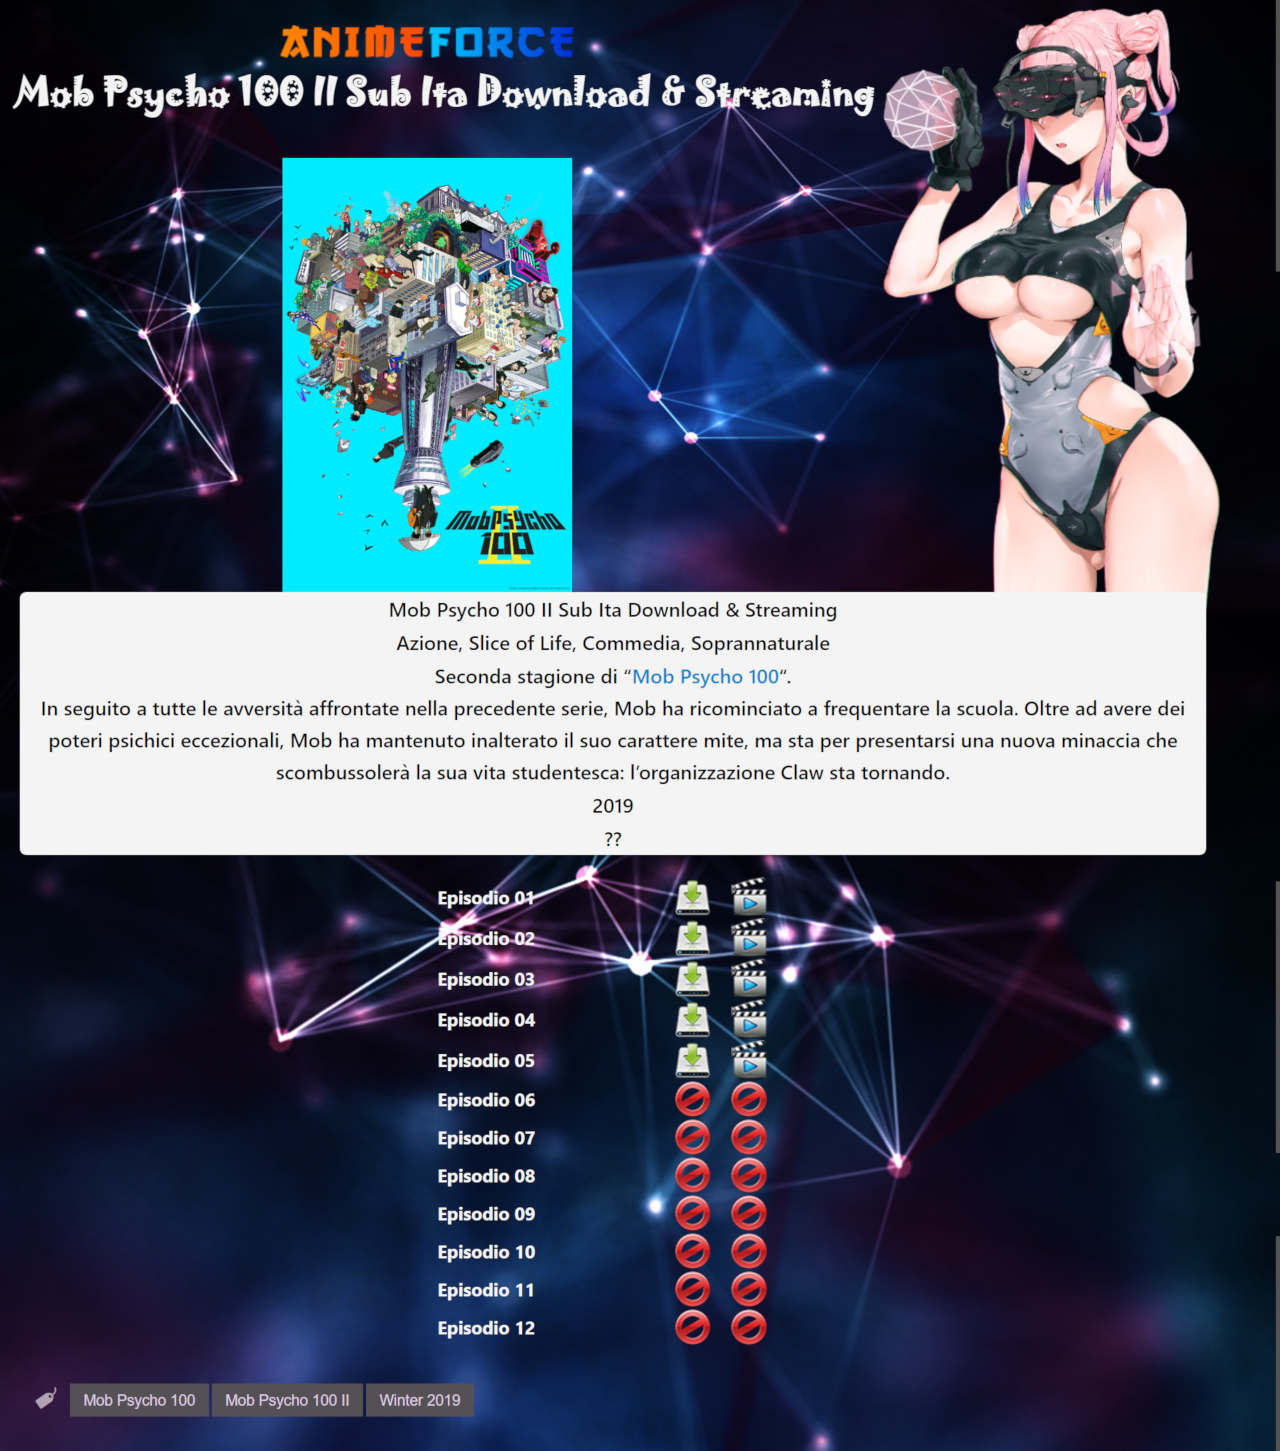 ANIMEFORCE
Mob Psycho 100 II Sub Ita Download & Streaming
Mob Psycho
II
100
Mob Psycho 100 II Sub Ita Download & Streaming
Azione, Slice of Life, Commedia, Soprannaturale
Seconda stagione di “Mob Psycho 100“.
In seguito a tutte le avversità affrontate nella precedente serie, Mob ha ricominciato a frequentare la scuola. Oltre ad avere dei
poteri psichici eccezionali, Mob ha mantenuto inalterato il suo carattere mite, ma sta per presentarsi una nuova minaccia che
scombussolerà la sua vita studentesca: l’organizzazione Claw sta tornando.
2019
??
Episodio 01
Episodio 02
Episodio 03
Episodio 04
Episodio 05
Episodio 06
Episodio 07
Episodio 08
Episodio 09
Episodio 10
Episodio 11
Episodio 12
Mob Psycho 100 Mob Psycho 100 II Winter 2019